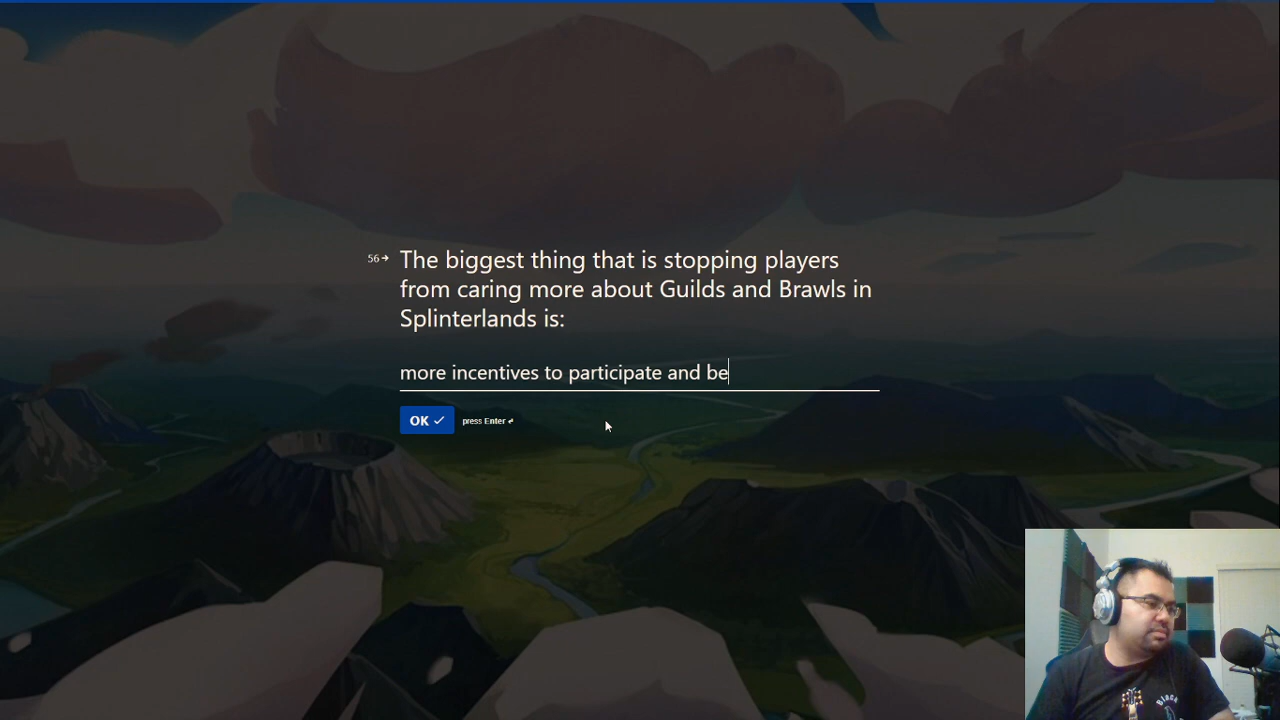 56→ The biggest thing that is stopping players
from caring more about Guilds and Brawls in
Splinterlands is:
more incentives to participate and be
OK ✓ press Enter ↵
Black